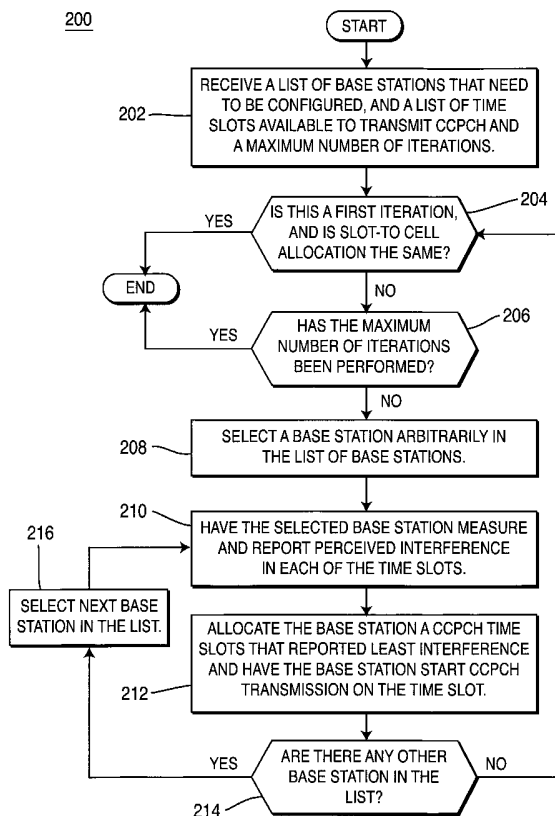 200
START
RECEIVE A LIST OF BASE STATIONS THAT NEED
TO BE CONFIGURED, AND A LIST OF TIME
SLOTS AVAILABLE TO TRANSMIT CCPCH AND
A MAXIMUM NUMBER OF ITERATIONS.
202
IS THIS A FIRST ITERATION,
AND IS SLOT-TO CELL
ALLOCATION THE SAME?
204
YES
END
NO
HAS THE MAXIMUM
NUMBER OF ITERATIONS
BEEN PERFORMED?
206
YES
NO
SELECT A BASE STATION ARBITRARILY IN
THE LIST OF BASE STATIONS.
208
210
HAVE THE SELECTED BASE STATION MEASURE
AND REPORT PERCEIVED INTERFERENCE
IN EACH OF THE TIME SLOTS.
216
SELECT NEXT BASE
STATION IN THE LIST.
ALLOCATE THE BASE STATION A CCPCH TIME
SLOTS THAT REPORTED LEAST INTERFERENCE
AND HAVE THE BASE STATION START CCPCH
TRANSMISSION ON THE TIME SLOT.
212
YES
ARE THERE ANY OTHER
BASE STATION IN THE
LIST?
NO
214